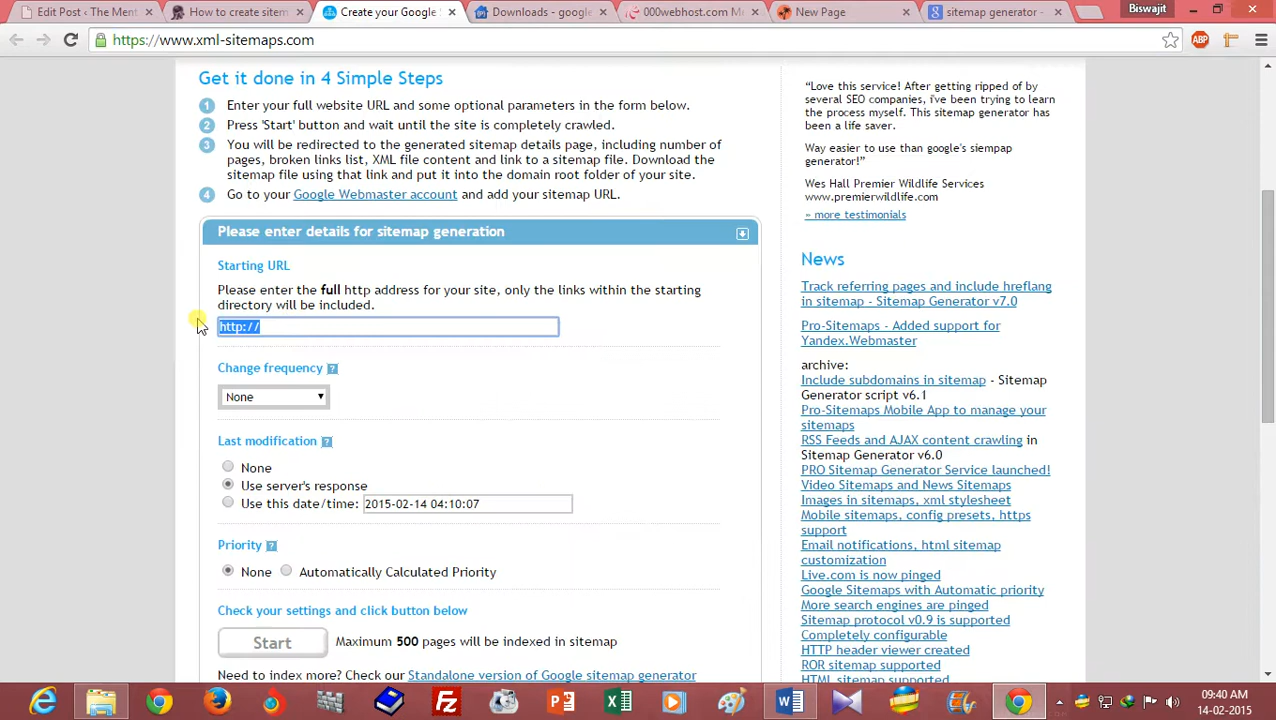 Edit Post ‹ The Ment
How to create sitem
Create your Google
Downloads - google
000webhost.com M
New Page
sitemap generator -
Biswajit
https://www.xml-sitemaps.com
ABP
Get it done in 4 Simple Steps
1 Enter your full website URL and some optional parameters in the form below.
2 Press 'Start' button and wait until the site is completely crawled.
3 You will be redirected to the generated sitemap details page, including number of
pages, broken links list, XML file content and link to a sitemap file. Download the
sitemap file using that link and put it into the domain root folder of your site.
4 Go to your Google Webmaster account and add your sitemap URL.
Please enter details for sitemap generation
Starting URL
Please enter the full http address for your site, only the links within the starting
directory will be included.
http://
Change frequency ?
None
Last modification ?
None
Use server's response
Use this date/time: 2015-02-14 04:10:07
Priority ?
None Automatically Calculated Priority
Check your settings and click button below
Start Maximum 500 pages will be indexed in sitemap
Need to index more? Check our Standalone version of Google sitemap generator
“Love this service! After getting ripped of by
several SEO companies, i've been trying to learn
the process myself. This sitemap generator has
been a life saver.
Way easier to use than google's siempap
generator!”
Wes Hall Premier Wildlife Services
www.premierwildlife.com
» more testimonials
News
Track referring pages and include hreflang
in sitemap - Sitemap Generator v7.0
Pro-Sitemaps - Added support for
Yandex.Webmaster
archive:
Include subdomains in sitemap - Sitemap
Generator script v6.1
Pro-Sitemaps Mobile App to manage your
sitemaps
RSS Feeds and AJAX content crawling in
Sitemap Generator v6.0
PRO Sitemap Generator Service launched!
Video Sitemaps and News Sitemaps
Images in sitemaps, xml stylesheet
Mobile sitemaps, config presets, https
support
Email notifications, html sitemap
customization
Live.com is now pinged
Google Sitemaps with Automatic priority
More search engines are pinged
Sitemap protocol v0.9 is supported
Completely configurable
HTTP header viewer created
ROR sitemap supported
HTML sitemap supported
09:40 AM
14-02-2015